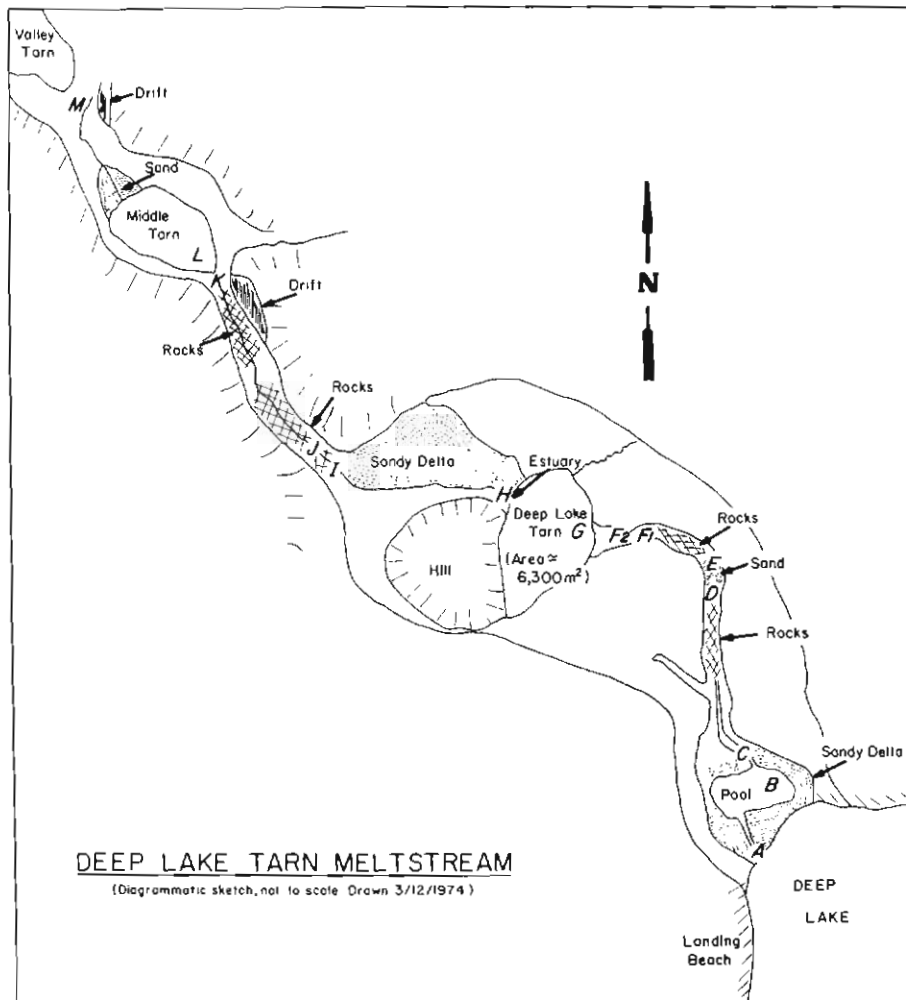 Valley
Tarn
M
Drift
Sand
Middle
Tarn
L
K
Drift
Rocks
N
Rocks
J
I
Sandy Delta
Estuary
H
Deep Lake
Tarn
G
(Area ≃
6,300m²)
F2
F1
Rocks
E
Sand
D
Hill
Rocks
C
Sandy Delta
Pool
B
A
DEEP LAKE TARN MELTSTREAM
(Diagrammatic sketch, not to scale Drawn 3/12/1974)
DEEP
LAKE
Landing
Beach